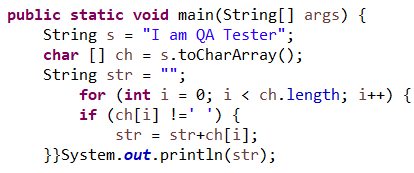 public static void main(String[] args) {
String s = "I am QA Tester";
char [] ch = s.toCharArray();
String str = "";
for (int i = 0; i < ch.length; i++) {
if (ch[i] !=' ') {
str = str+ch[i];
}}System.out.println(str);